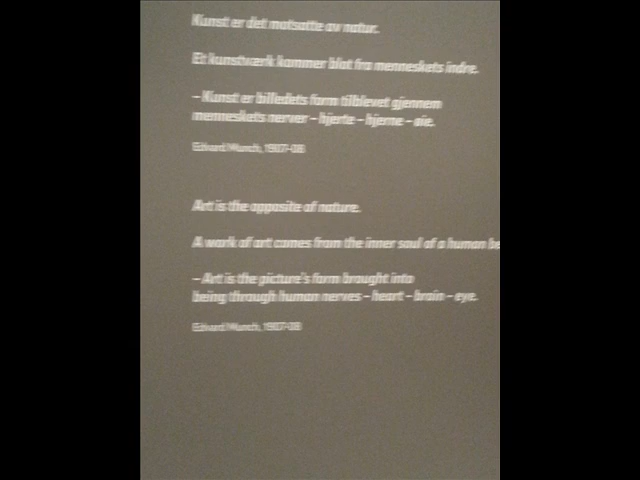 Kunst er det motsatte av natur.
Et kunstværk kommer blot fra menneskets indre.
– Kunst er billedets form tilblevet gjennem
menneskets nerver – hjerte – hjerne – øie.
Edvard Munch, 1907-08
Art is the opposite of nature.
A work of art comes from the inner soul of a human be
– Art is the picture's form brought into
being through human nerves – heart – brain – eye.
Edvard Munch, 1907-08